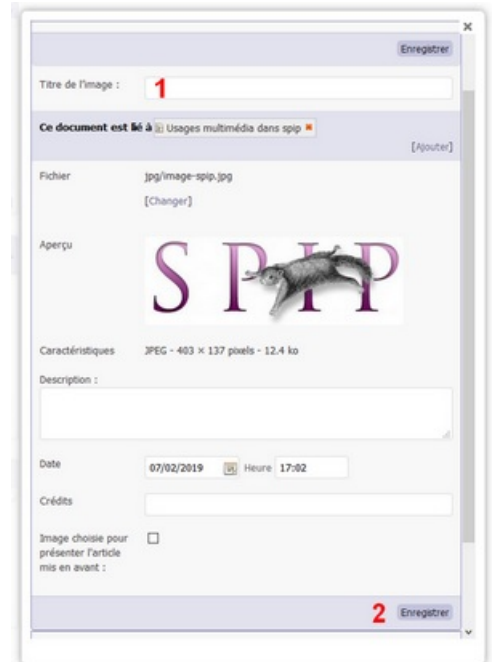 Enregistrer
Titre de l'image : 1
Ce document est lié à Usages multimédia dans spip
[Ajouter]
Fichier jpg/image-spip.jpg
[Changer]
Aperçu
SPIP
Caractéristiques JPEG - 403 × 137 pixels - 12.4 ko
Description :
Date 07/02/2019 Heure 17:02
Crédits
Image choisie pour
présenter l'article
mis en avant :
2 Enregistrer